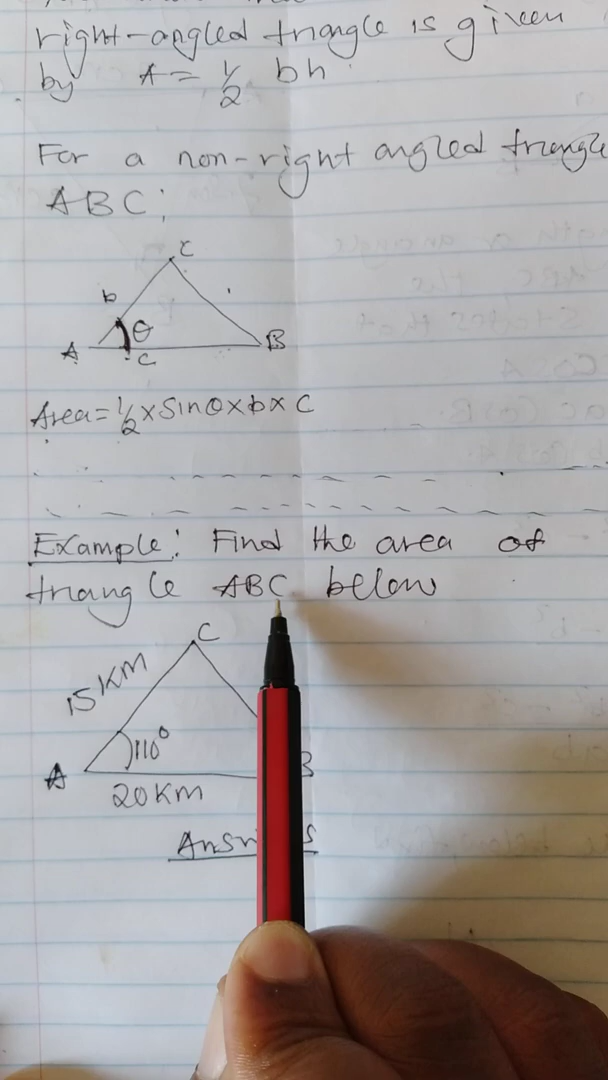 right-angled triangle is given
by A = 1/2 bh
For a non-right angled triangle
ABC;
C
b
θ
A
c
B
Area = 1/2 × Sin θ × b × C
Example: Find the area of
triangle ABC below
C
15KM
110°
A
B
20KM